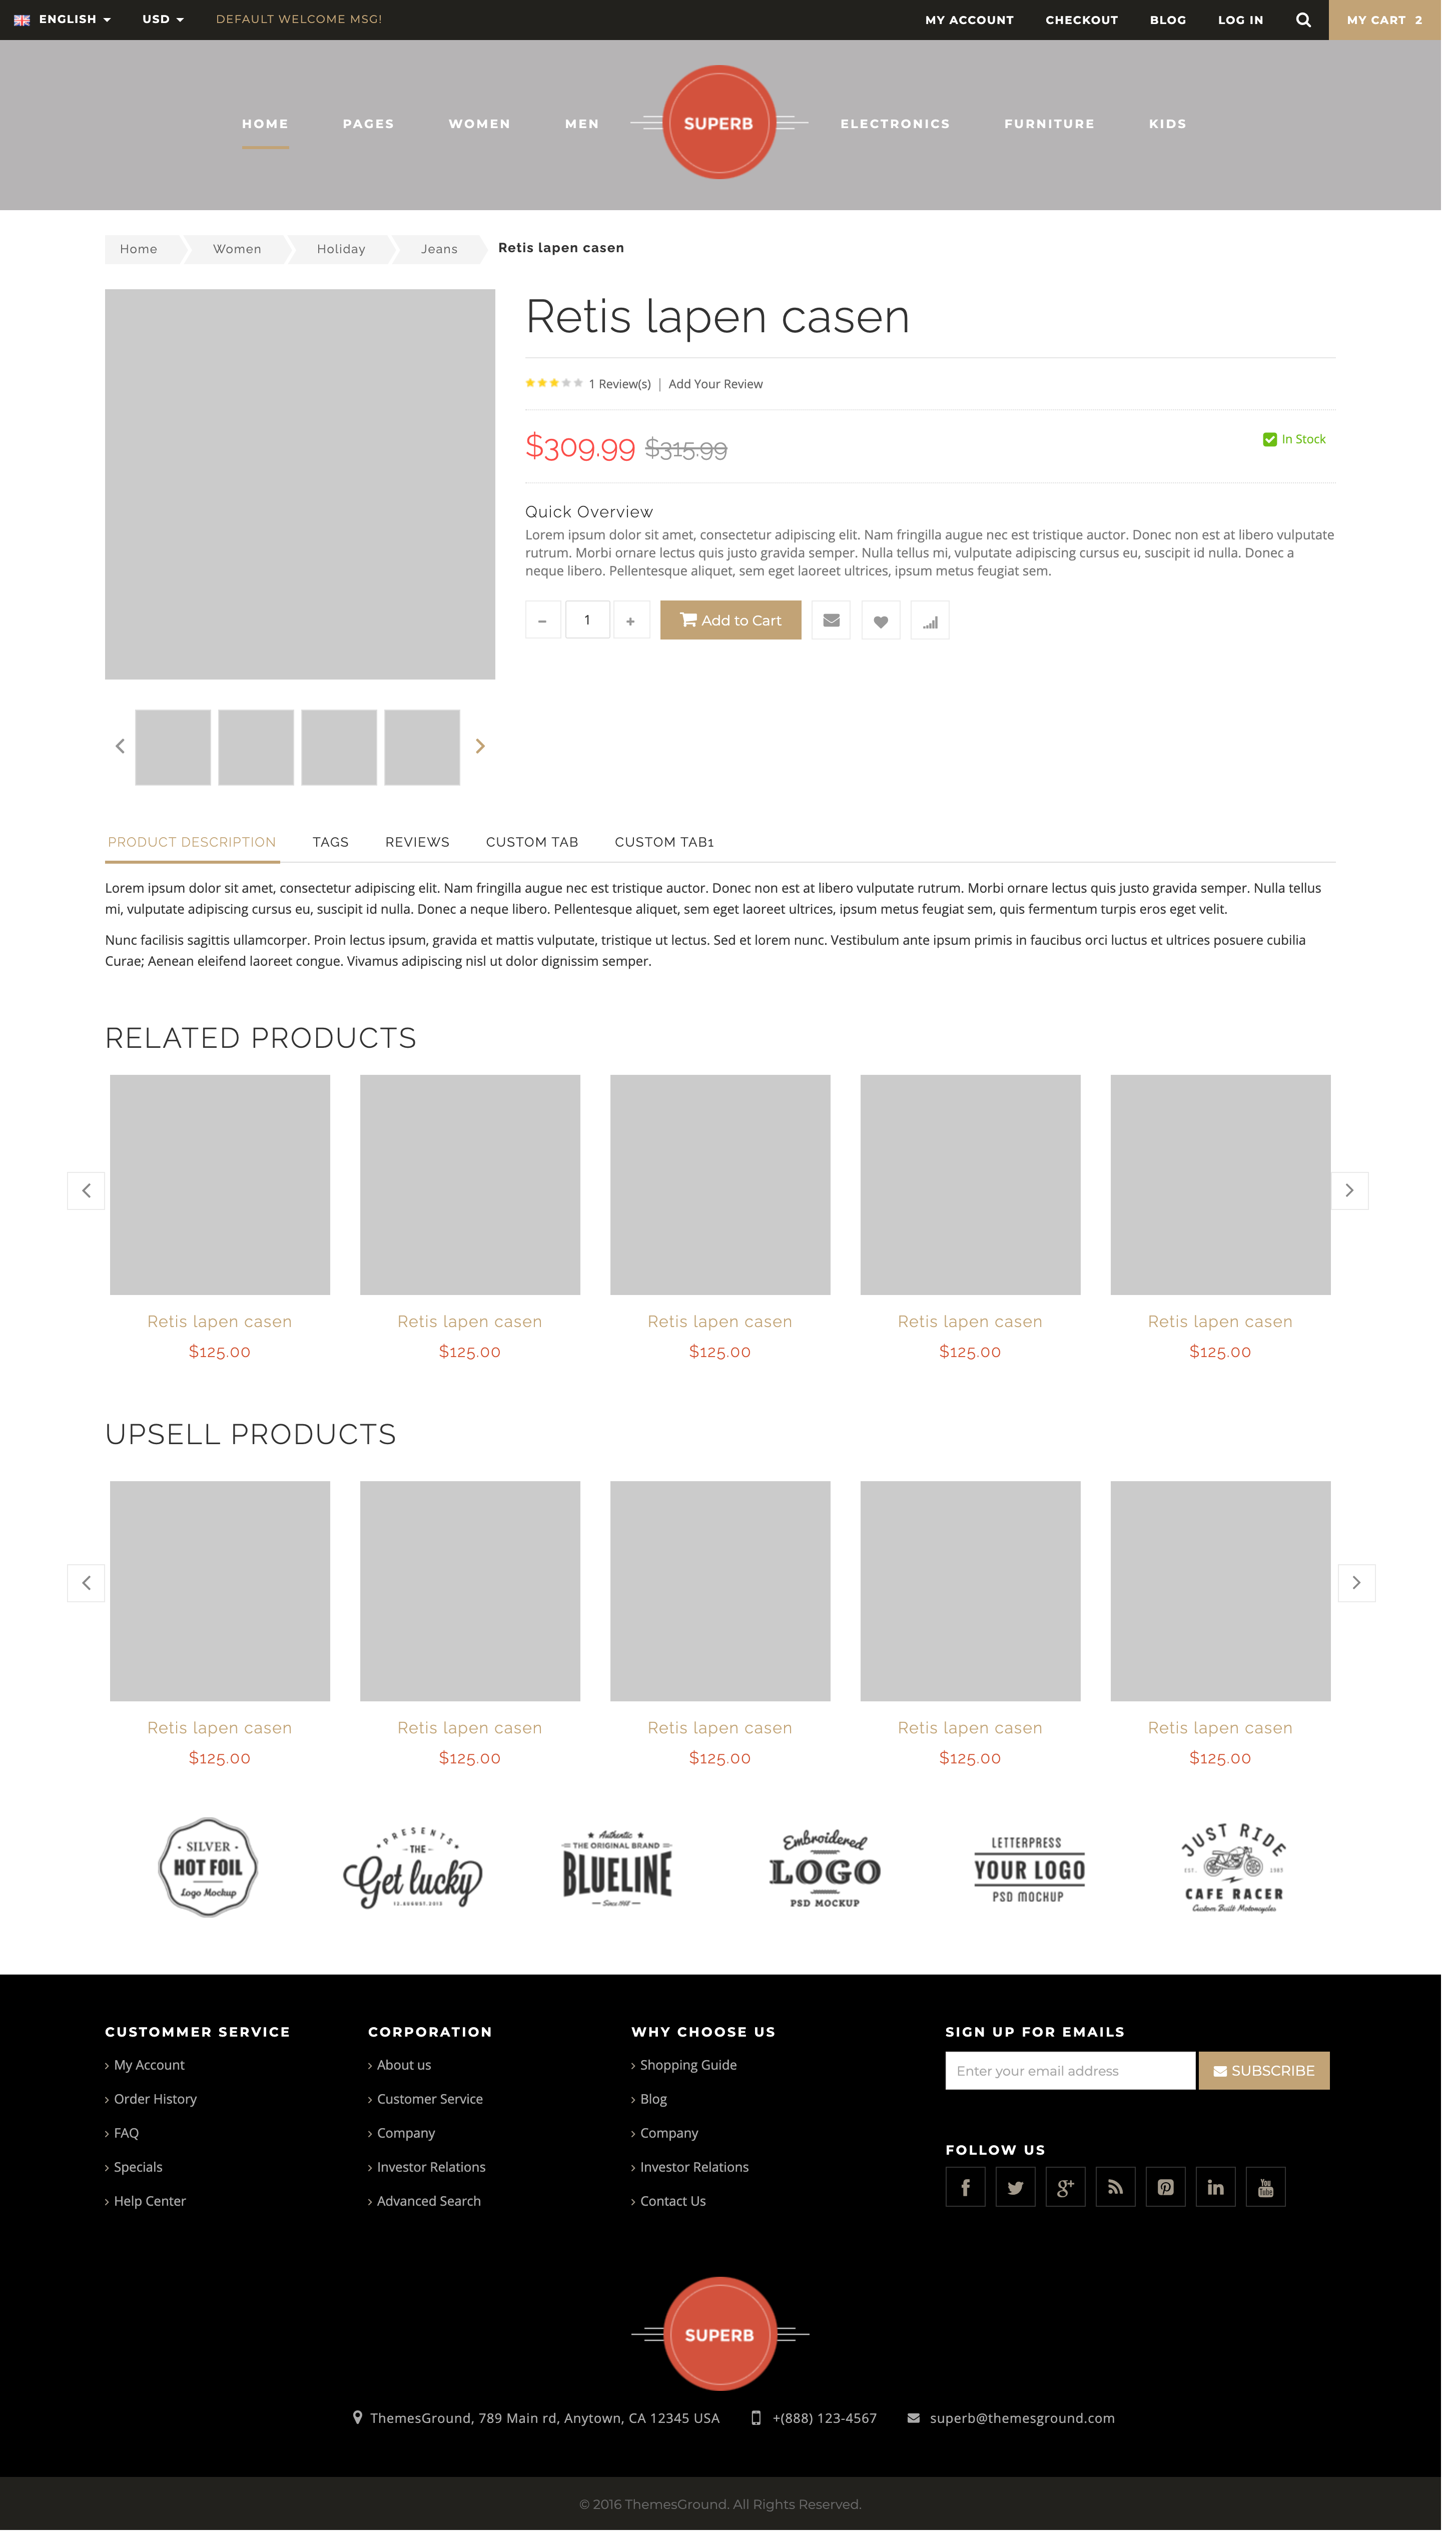 ENGLISH USD DEFAULT WELCOME MSG! MY ACCOUNT CHECKOUT BLOG LOG IN MY CART 2
HOME PAGES WOMEN MEN SUPERB ELECTRONICS FURNITURE KIDS
Home Women Holiday Jeans Retis lapen casen
Retis lapen casen
1 Review(s) | Add Your Review
$309.99 $315.99 In Stock
Quick Overview
Lorem ipsum dolor sit amet, consectetur adipiscing elit. Nam fringilla augue nec est tristique auctor. Donec non est at libero vulputate
rutrum. Morbi ornare lectus quis justo gravida semper. Nulla tellus mi, vulputate adipiscing cursus eu, suscipit id nulla. Donec a
neque libero. Pellentesque aliquet, sem eget laoreet ultrices, ipsum metus feugiat sem.
- 1 + Add to Cart
PRODUCT DESCRIPTION TAGS REVIEWS CUSTOM TAB CUSTOM TAB1
Lorem ipsum dolor sit amet, consectetur adipiscing elit. Nam fringilla augue nec est tristique auctor. Donec non est at libero vulputate rutrum. Morbi ornare lectus quis justo gravida semper. Nulla tellus
mi, vulputate adipiscing cursus eu, suscipit id nulla. Donec a neque libero. Pellentesque aliquet, sem eget laoreet ultrices, ipsum metus feugiat sem, quis fermentum turpis eros eget velit.
Nunc facilisis sagittis ullamcorper. Proin lectus ipsum, gravida et mattis vulputate, tristique ut lectus. Sed et lorem nunc. Vestibulum ante ipsum primis in faucibus orci luctus et ultrices posuere cubilia
Curae; Aenean eleifend laoreet congue. Vivamus adipiscing nisl ut dolor dignissim semper.
RELATED PRODUCTS
Retis lapen casen Retis lapen casen Retis lapen casen Retis lapen casen Retis lapen casen
$125.00 $125.00 $125.00 $125.00 $125.00
UPSELL PRODUCTS
Retis lapen casen Retis lapen casen Retis lapen casen Retis lapen casen Retis lapen casen
$125.00 $125.00 $125.00 $125.00 $125.00
SILVER
HOT FOIL
Logo Mockup
PRESENTS
THE
Get lucky
12.AUGUST.2013
Authentic
THE ORIGINAL BRAND
BLUELINE
Since 1968
Embroidered
LOGO
PSD MOCKUP
LETTERPRESS
YOUR LOGO
PSD MOCKUP
JUST RIDE
EST.
CAFE RACER
Custom Built Motorcycles
CUSTOMMER SERVICE CORPORATION WHY CHOOSE US SIGN UP FOR EMAILS
My Account About us Shopping Guide Enter your email address SUBSCRIBE
Order History Customer Service Blog
FAQ Company Company
FOLLOW US
Specials Investor Relations Investor Relations
f g+ in You Tube
Help Center Advanced Search Contact Us
SUPERB
ThemesGround, 789 Main rd, Anytown, CA 12345 USA +(888) 123-4567 superb@themesground.com
© 2016 ThemesGround. All Rights Reserved.